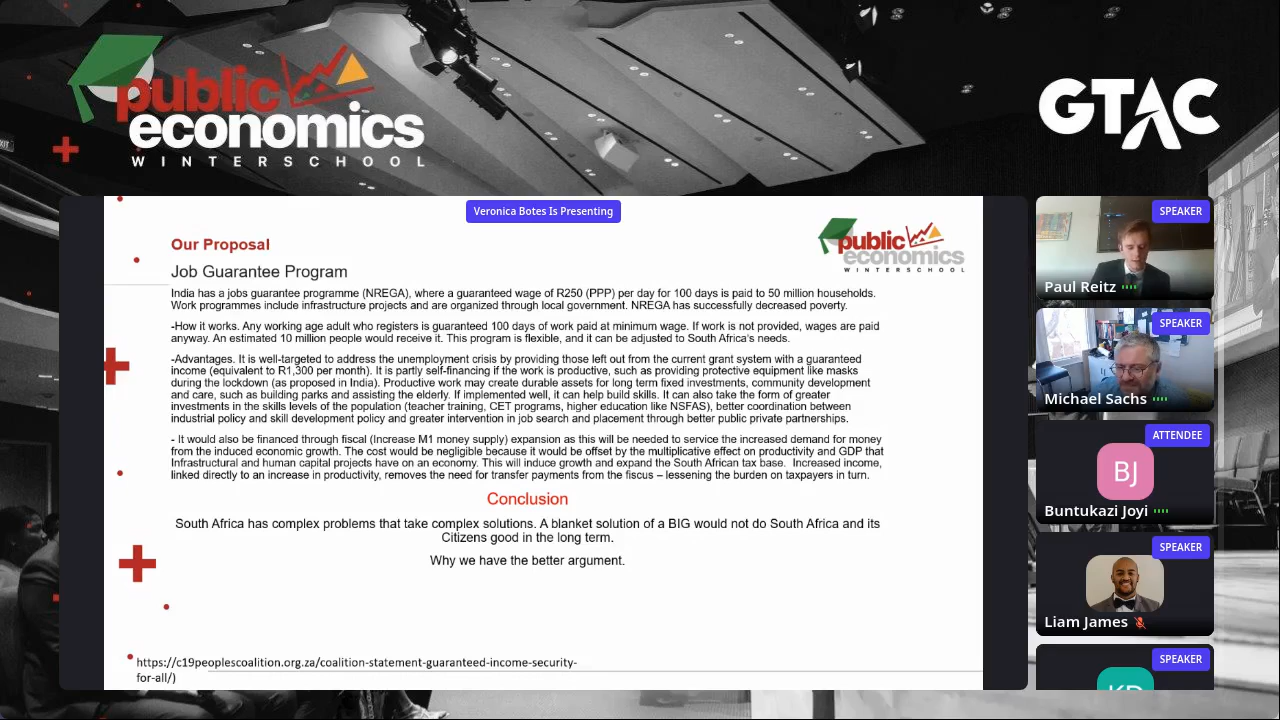 public
economics
WINTERSCHOOL
GTAC
Veronica Botes Is Presenting
Our Proposal
public
economics
WINTERSCHOOL
Job Guarantee Program
India has a jobs guarantee programme (NREGA), where a guaranteed wage of R250 (PPP) per day for 100 days is paid to 50 million households.
Work programmes include infrastructure projects and are organized through local government. NREGA has successfully decreased poverty.
-How it works. Any working age adult who registers is guaranteed 100 days of work paid at minimum wage. If work is not provided, wages are paid
anyway. An estimated 10 million people would receive it. This program is flexible, and it can be adjusted to South Africa's needs.
-Advantages. It is well-targeted to address the unemployment crisis by providing those left out from the current grant system with a guaranteed
income (equivalent to R1,300 per month). It is partly self-financing if the work is productive, such as providing protective equipment like masks
during the lockdown (as proposed in India). Productive work may create durable assets for long term fixed investments, community development
and care, such as building parks and assisting the elderly. If implemented well, it can help build skills. It can also take the form of greater
investments in the skills levels of the population (teacher training, CET programs, higher education like NSFAS), better coordination between
industrial policy and skill development policy and greater intervention in job search and placement through better public private partnerships.
- It would also be financed through fiscal (Increase M1 money supply) expansion as this will be needed to service the increased demand for money
from the induced economic growth. The cost would be negligible because it would be offset by the multiplicative effect on productivity and GDP that
Infrastructural and human capital projects have on an economy. This will induce growth and expand the South African tax base.  Increased income,
linked directly to an increase in productivity, removes the need for transfer payments from the fiscus – lessening the burden on taxpayers in turn.
Conclusion
South Africa has complex problems that take complex solutions. A blanket solution of a BIG would not do South Africa and its
Citizens good in the long term.
Why we have the better argument.
https://c19peoplescoalition.org.za/coalition-statement-guaranteed-income-security-
for-all/)
SPEAKER
Paul Reitz
SPEAKER
Michael Sachs
ATTENDEE
BJ
Buntukazi Joyi
SPEAKER
Liam James
SPEAKER